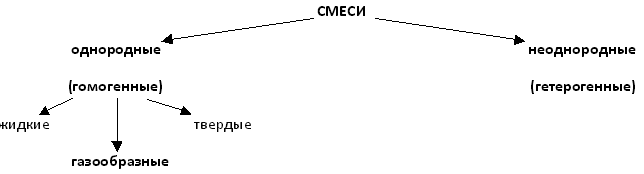 СМЕСИ
однородные
неоднородные
(гомогенные)
(гетерогенные)
жидкие
твердые
газообразные